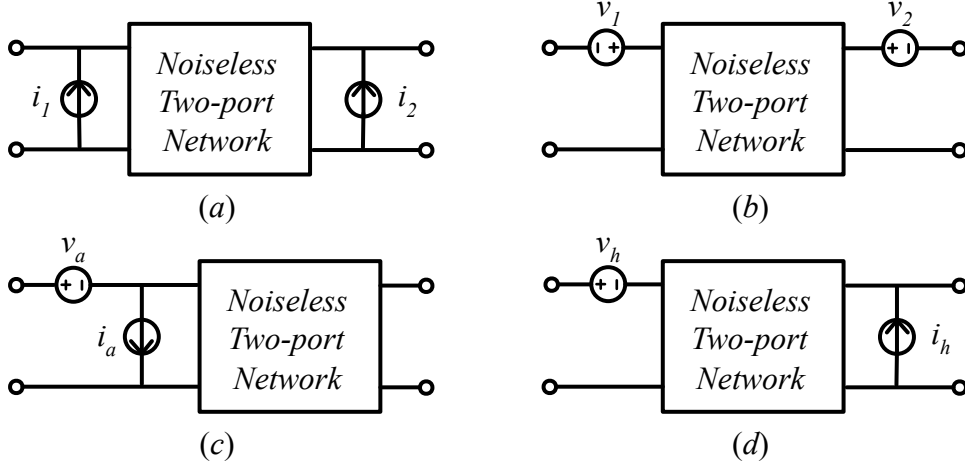 i1
Noiseless
Two-port
Network
i2
(a)
v1
- +
Noiseless
Two-port
Network
v2
+ -
(b)
va
+ -
ia
Noiseless
Two-port
Network
(c)
vh
+ -
Noiseless
Two-port
Network
ih
(d)